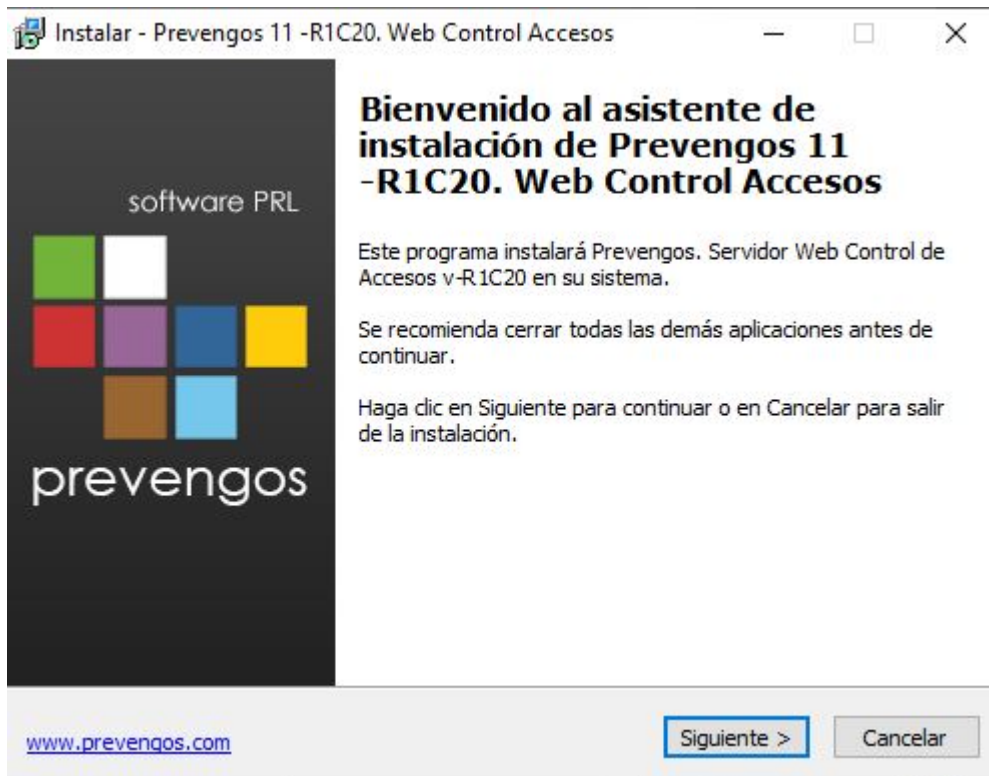 Instalar - Prevengos 11 -R1C20. Web Control Accesos
software PRL
prevengos
Bienvenido al asistente de
instalación de Prevengos 11
-R1C20. Web Control Accesos
Este programa instalará Prevengos. Servidor Web Control de
Accesos v-R1C20 en su sistema.
Se recomienda cerrar todas las demás aplicaciones antes de
continuar.
Haga clic en Siguiente para continuar o en Cancelar para salir
de la instalación.
www.prevengos.com
Siguiente >
Cancelar